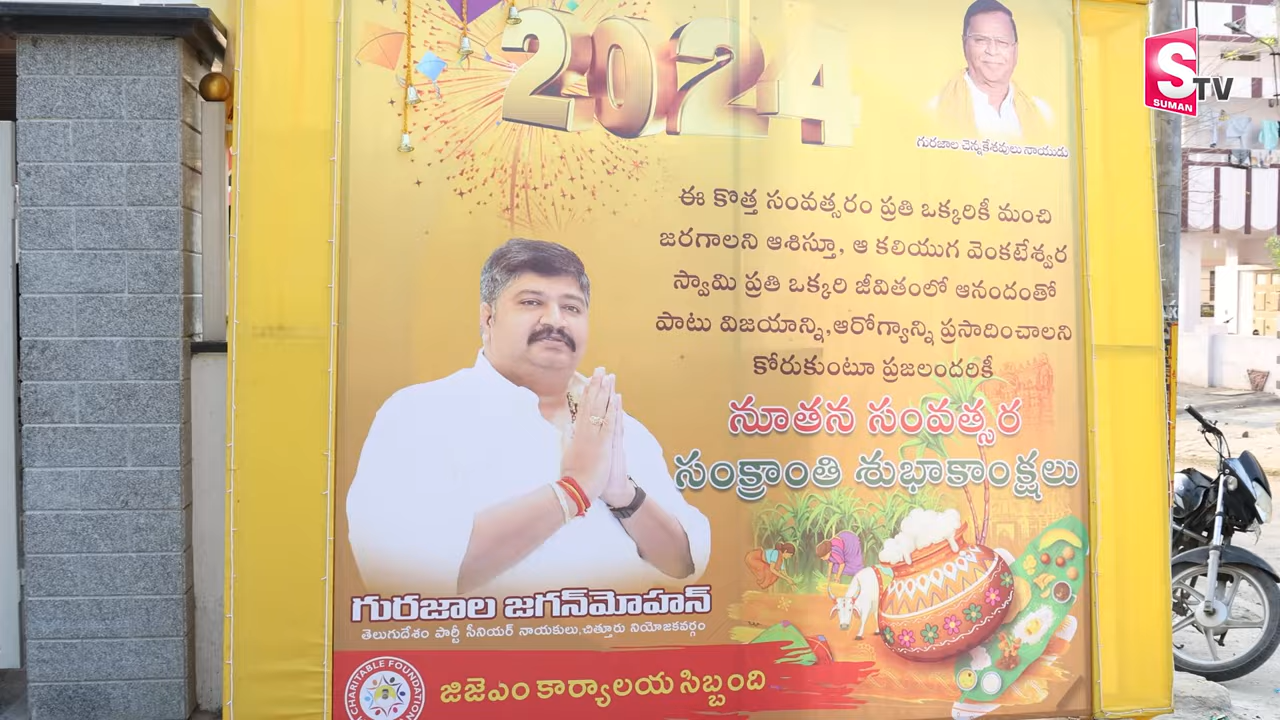 2024
S TV
SUMAN
గురజాల చెన్నకేశవులు నాయుడు
ఈ కొత్త సంవత్సరం ప్రతి ఒక్కరికీ మంచి
జరగాలని ఆశిస్తూ, ఆ కలియుగ వెంకటేశ్వర
స్వామి ప్రతి ఒక్కరి జీవితంలో ఆనందంతో
పాటు విజయాన్ని,ఆరోగ్యాన్ని ప్రసాదించాలని
కోరుకుంటూ ప్రజలందరికీ
నూతన సంవత్సర
సంక్రాంతి శుభాకాంక్షలు
గురజాల జగన్‌మోహన్
తెలుగుదేశం పార్టీ సీనియర్ నాయకులు,చిత్తూరు నియోజకవర్గం
CHARITABLE FOUNDATION
జిజెఎం కార్యాలయ సిబ్బంది